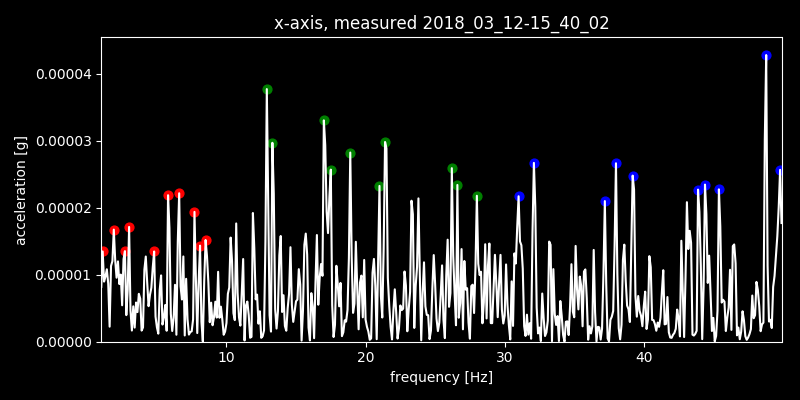 x-axis, measured 2018_03_12-15_40_02
0.00004
0.00003
0.00002
0.00001
0.00000
acceleration [g]
10 20 30 40
frequency [Hz]